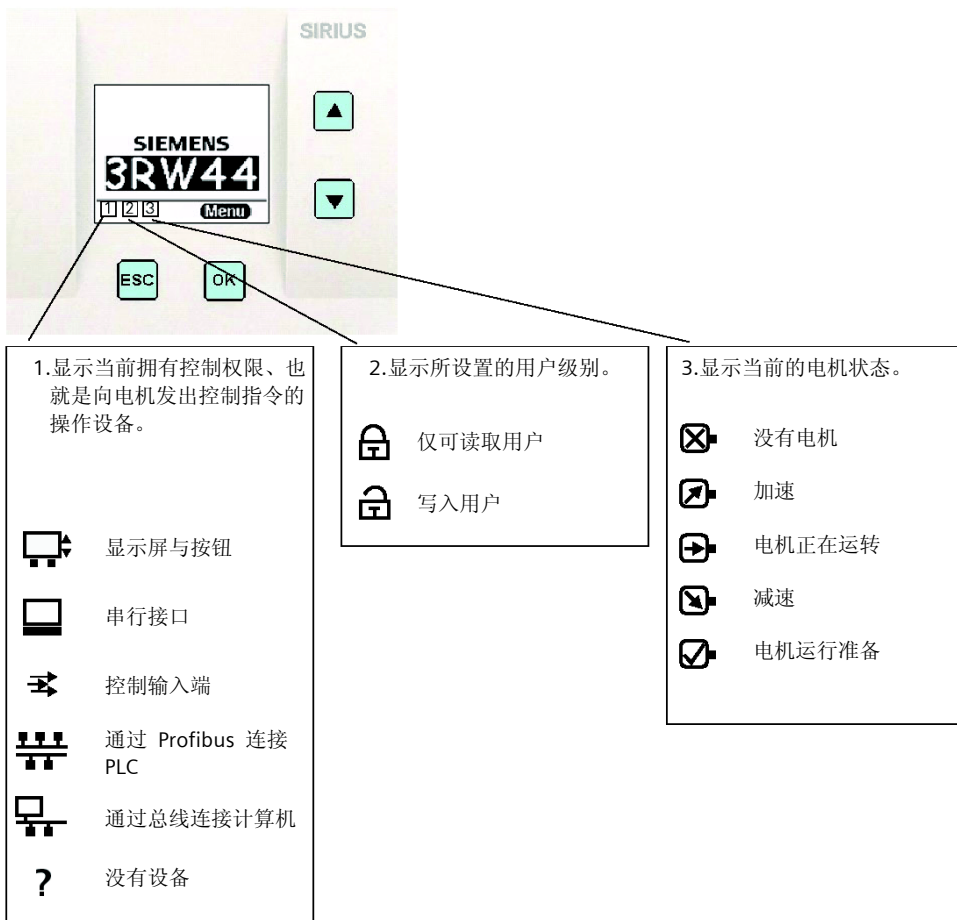 SIRIUS
SIEMENS
3RW44
1 2 3 Menu
ESC OK
1.显示当前拥有控制权限、也
就是向电机发出控制指令的
操作设备。
显示屏与按钮
串行接口
控制输入端
通过 Profibus 连接
PLC
通过总线连接计算机
? 没有设备
2.显示所设置的用户级别。
仅可读取用户
写入用户
3.显示当前的电机状态。
没有电机
加速
电机正在运转
减速
电机运行准备